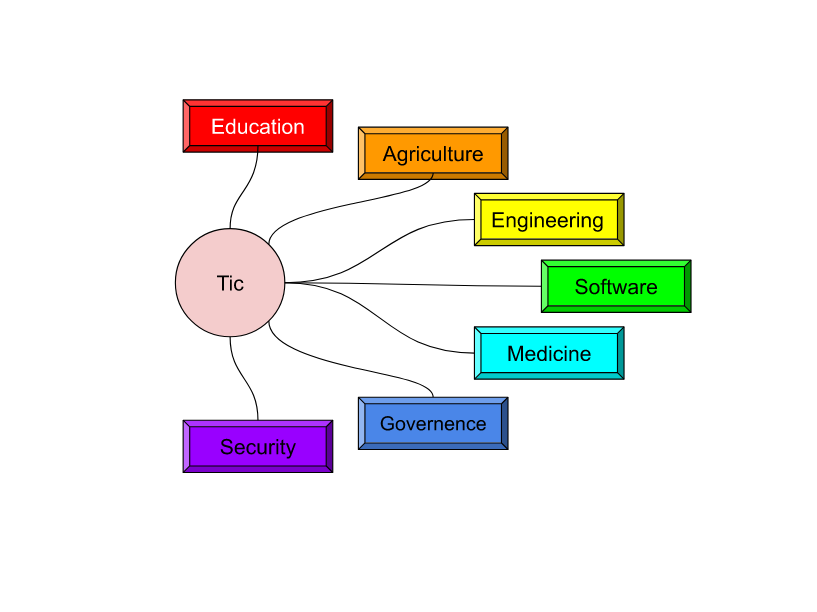 Education
Agriculture
Engineering
Tic
Software
Medicine
Governence
Security